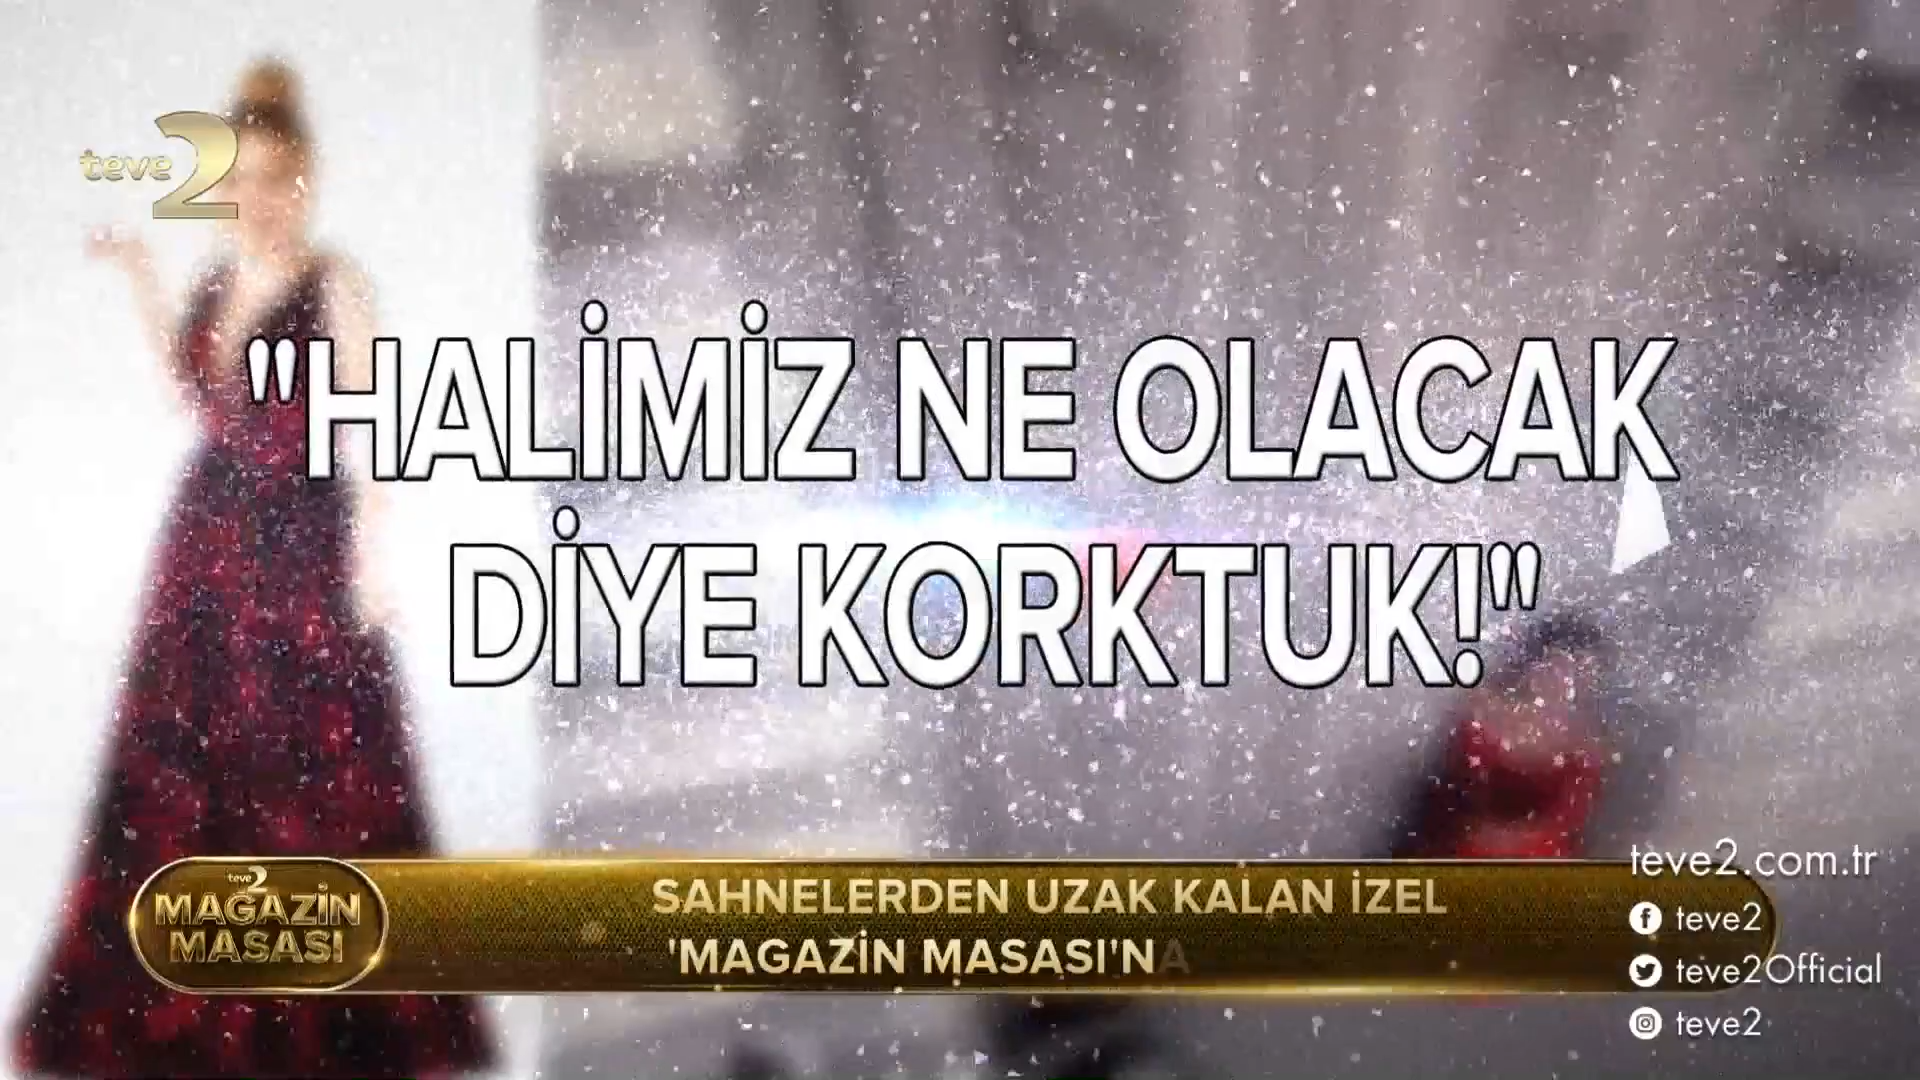 teve2
"HALİMİZ NE OLACAK
DİYE KORKTUK!"
teve2
MAGAZİN
MASASI
SAHNELERDEN UZAK KALAN İZEL
'MAGAZİN MASASI'NA
teve2.com.tr
teve2
teve2Official
teve2